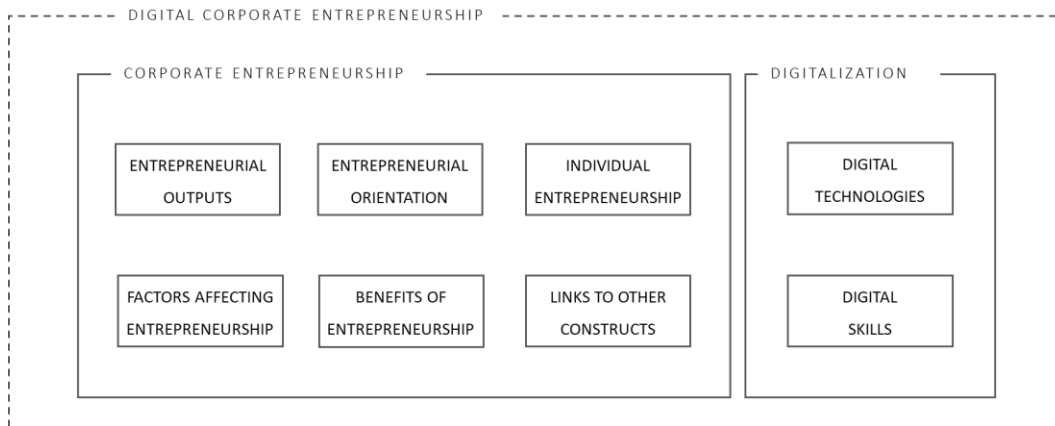 DIGITAL CORPORATE ENTREPRENEURSHIP
CORPORATE ENTREPRENEURSHIP
ENTREPRENEURIAL
OUTPUTS
ENTREPRENEURIAL
ORIENTATION
INDIVIDUAL
ENTREPRENEURSHIP
FACTORS AFFECTING
ENTREPRENEURSHIP
BENEFITS OF
ENTREPRENEURSHIP
LINKS TO OTHER
CONSTRUCTS
DIGITALIZATION
DIGITAL
TECHNOLOGIES
DIGITAL
SKILLS